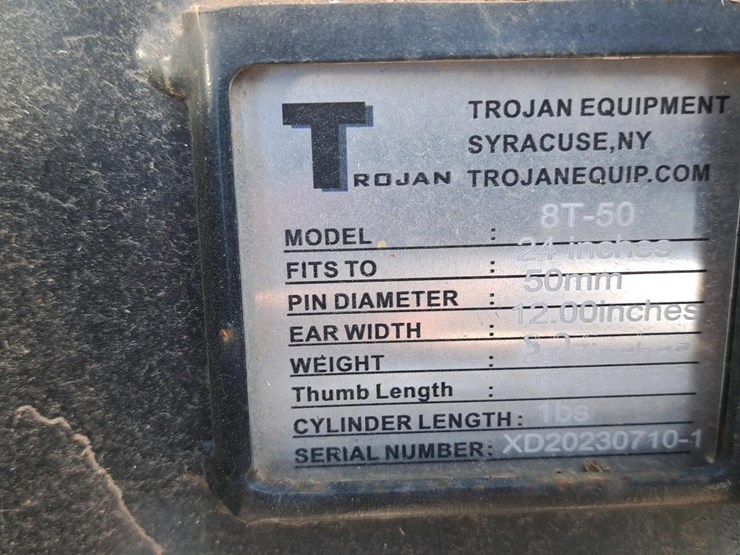 TROJAN EQUIPMENT
SYRACUSE,NY
TROJAN TROJANEQUIP.COM
MODEL : 8T-50
FITS TO : 24 inches
PIN DIAMETER : 50mm
EAR WIDTH : 12.00inches
WEIGHT :
Thumb Length :
CYLINDER LENGTH: lbs
SERIAL NUMBER: XD20230710-1